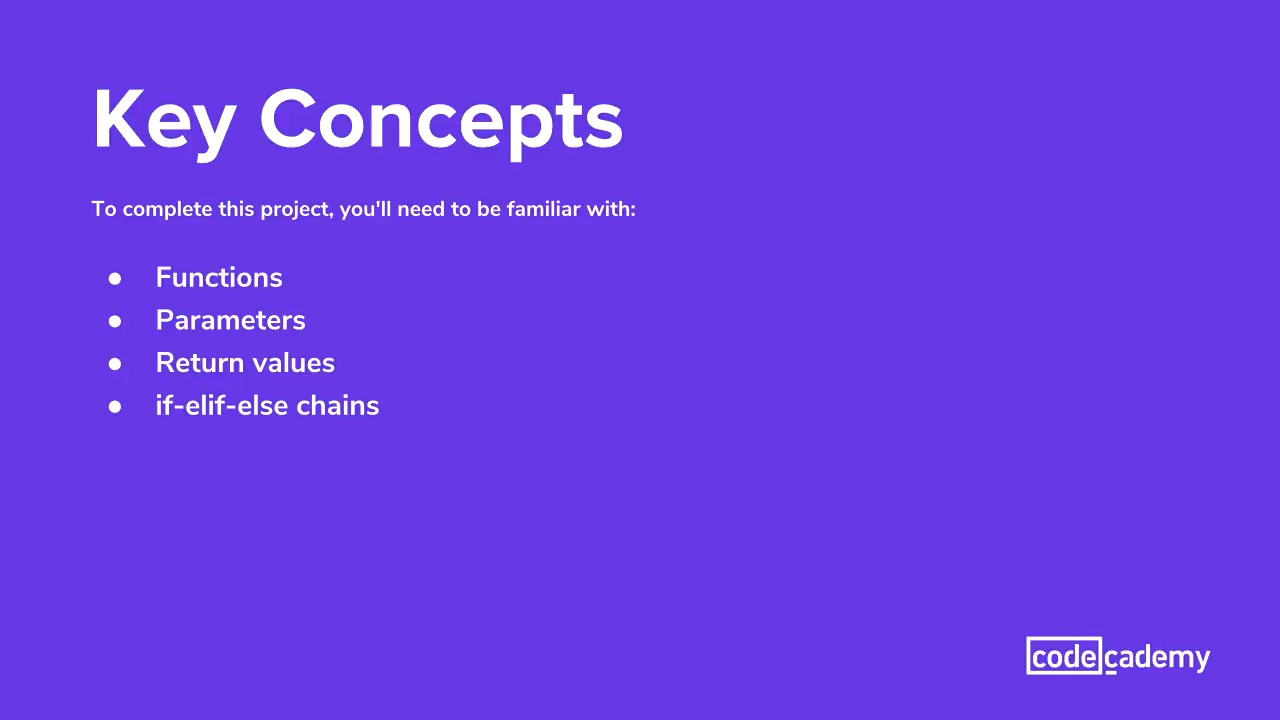 Key Concepts
To complete this project, you'll need to be familiar with:
● Functions
● Parameters
● Return values
● if-elif-else chains
codecademy